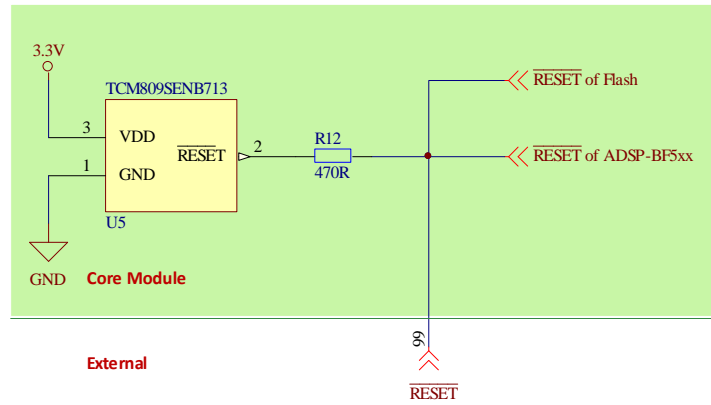 3.3V
TCM809SENB713
3
VDD
RESET
2
1
GND
U5
GND
R12
470R
RESET of Flash
RESET of ADSP-BF5xx
Core Module
99
External
RESET